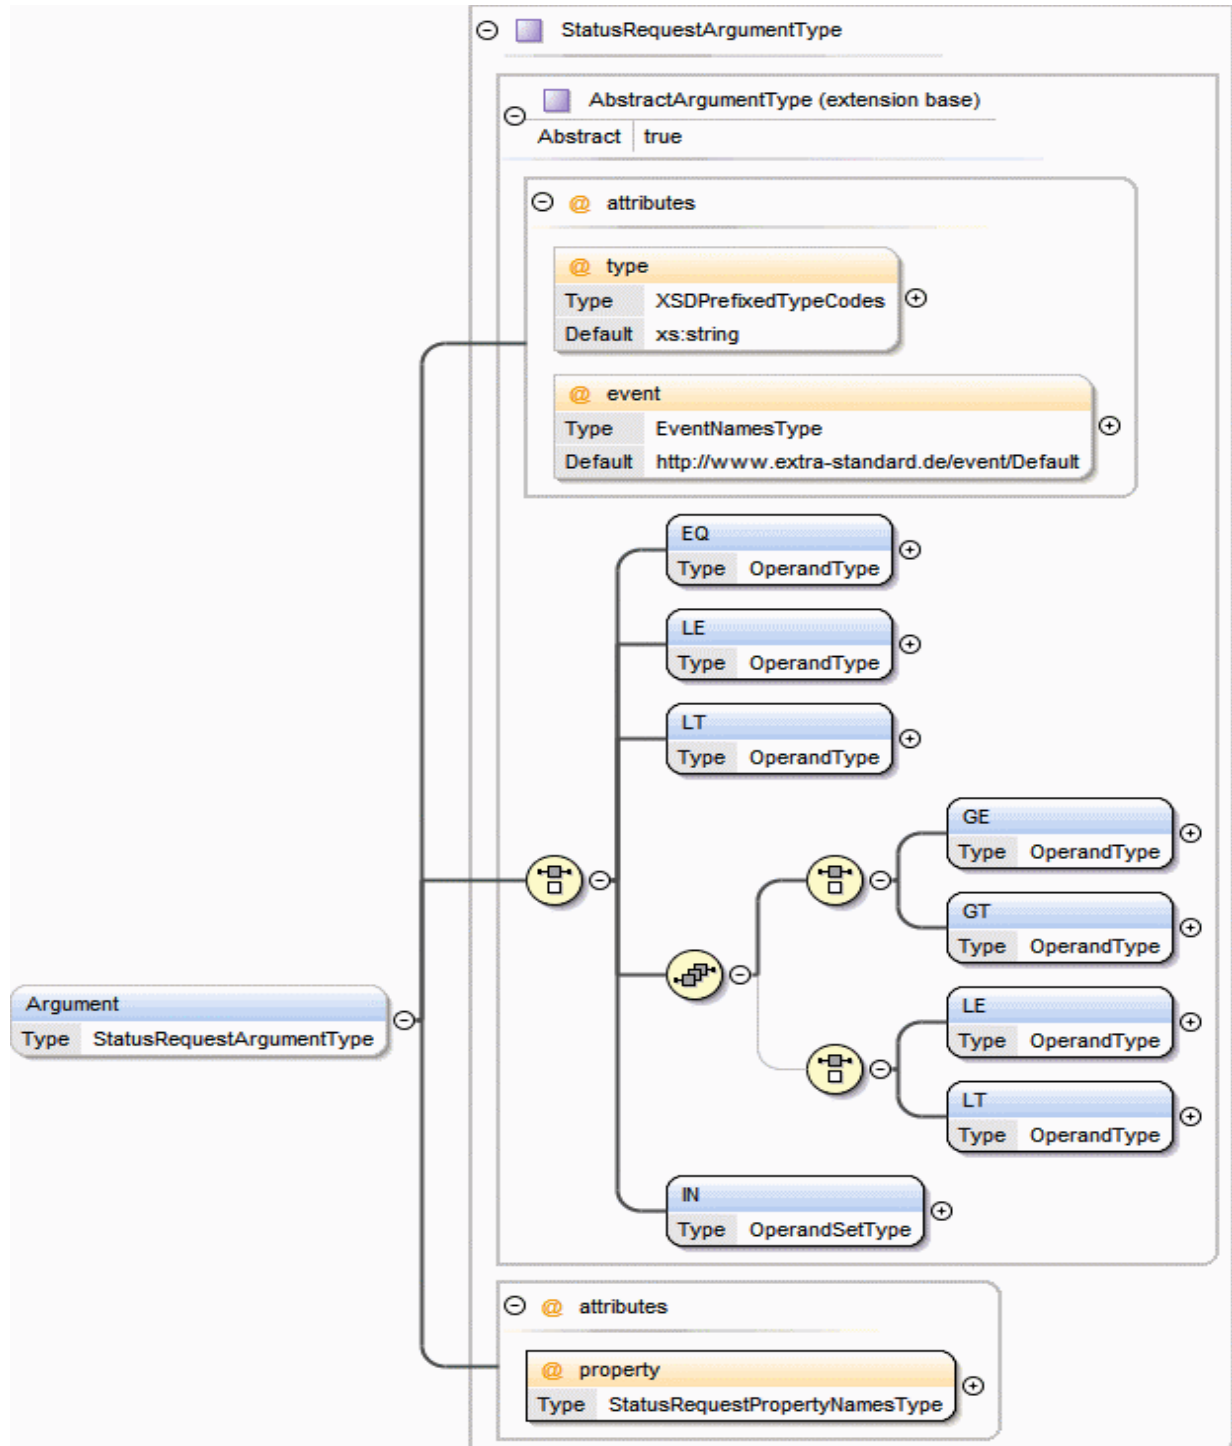 StatusRequestArgumentType
AbstractArgumentType (extension base)
Abstract true
@ attributes
@ type
Type XSDPrefixedTypeCodes
Default xs:string
@ event
Type EventNamesType
Default http://www.extra-standard.de/event/Default
EQ
Type OperandType
LE
Type OperandType
LT
Type OperandType
GE
Type OperandType
GT
Type OperandType
Argument
Type StatusRequestArgumentType
LE
Type OperandType
LT
Type OperandType
IN
Type OperandSetType
@ attributes
@ property
Type StatusRequestPropertyNamesType